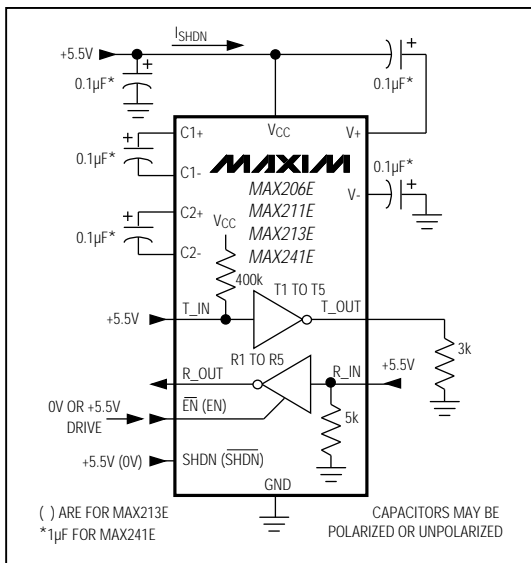 I_SHDN
+5.5V
0.1µF*
0.1µF*
V_CC
V+
C1+
0.1µF*
C1-
MAXIM
MAX206E
MAX211E
MAX213E
MAX241E
V-
0.1µF*
C2+
0.1µF*
C2-
V_CC
400k
T1 TO T5
+5.5V
T_IN
T_OUT
3k
R1 TO R5
R_OUT
R_IN
+5.5V
0V OR +5.5V
DRIVE
EN (EN)
5k
+5.5V (0V)
SHDN (SHDN)
GND
( ) ARE FOR MAX213E
*1µF FOR MAX241E
CAPACITORS MAY BE
POLARIZED OR UNPOLARIZED